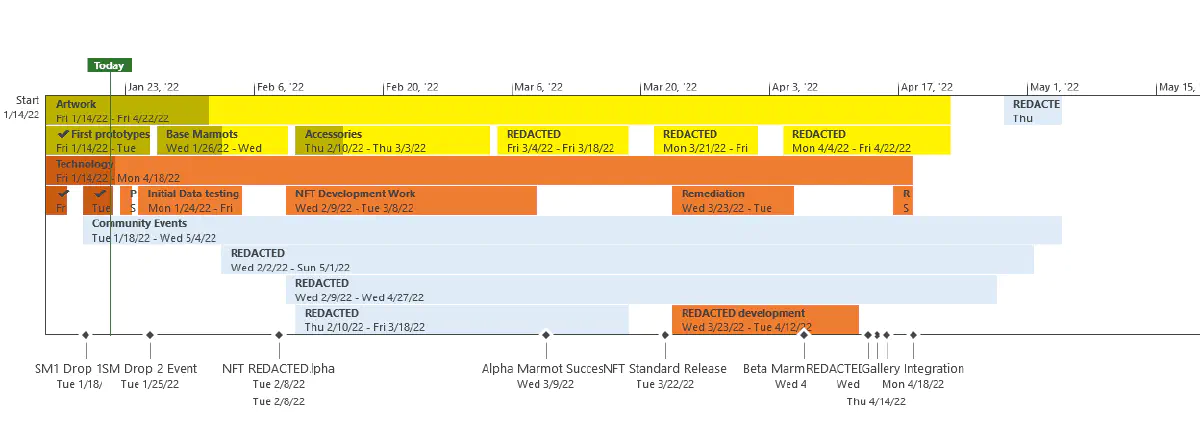 Today
Jan 23, '22
Feb 6, '22
Feb 20, '22
Mar 6, '22
Mar 20, '22
Apr 3, '22
Apr 17, '22
May 1, '22
May 15,
Start
1/14/22
Artwork
Fri 1/14/22 - Fri 4/22/22
REDACTE
Thu
First prototypes
Fri 1/14/22 - Tue
Base Marmots
Wed 1/26/22 - Wed
Accessories
Thu 2/10/22 - Thu 3/3/22
REDACTED
Fri 3/4/22 - Fri 3/18/22
REDACTED
Mon 3/21/22 - Fri
REDACTED
Mon 4/4/22 - Fri 4/22/22
Technology
Fri 1/14/22 - Mon 4/18/22
Fri
Tue
P
S
Initial Data testing
Mon 1/24/22 - Fri
NFT Development Work
Wed 2/9/22 - Tue 3/8/22
Remediation
Wed 3/23/22 - Tue
R
S
Community Events
Tue 1/18/22 - Wed 5/4/22
REDACTED
Wed 2/2/22 - Sun 5/1/22
REDACTED
Wed 2/9/22 - Wed 4/27/22
REDACTED
Thu 2/10/22 - Fri 3/18/22
REDACTED development
Wed 3/23/22 - Tue 4/12/22
SM1 Drop 1
Tue 1/18/
SM Drop 2 Event
Tue 1/25/22
NFT REDACTED
lpha
Tue 2/8/22
Tue 2/8/22
Alpha Marmot Succes
Wed 3/9/22
NFT Standard Release
Tue 3/22/22
Beta Marm
Wed 4
REDACTE
Wed
Gallery Integration
Mon 4/18/22
Thu 4/14/22